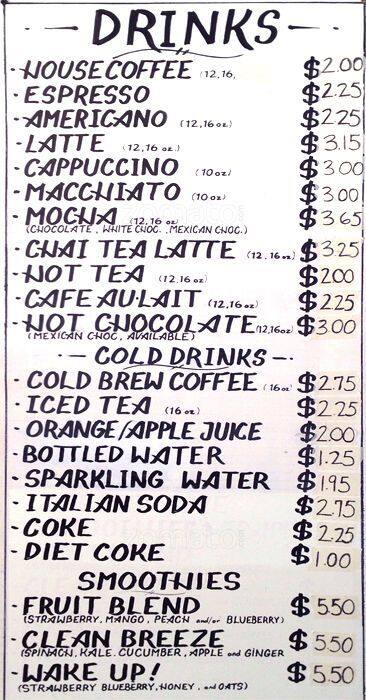 DRINKS
• HOUSE COFFEE (12,16, $2.00
• ESPRESSO $2.25
• AMERICANO (12,16 oz) $2.25
• LATTE (12,16 oz.) $3.15
• CAPPUCCINO (10 oz) $3.00
• MACCHIATO (10 oz) $3.00
• MOCHA (12,16 oz) $3.65
(CHOCOLATE, WHITE CHOC., MEXICAN CHOC.)
• CHAI TEA LATTE (12,16 oz) $3.25
• HOT TEA (12,16 oz) $2.00
• CAFE AU·LAIT (12,16 oz) $2.25
• HOT CHOCOLATE (12,16 oz) $3.00
(MEXICAN CHOC, AVAILABLE)
COLD DRINKS
• COLD BREW COFFEE (16 oz) $2.75
• ICED TEA (16 oz) $2.25
• ORANGE/APPLE JUICE $2.00
• BOTTLED WATER $1.25
• SPARKLING WATER $1.95
• ITALIAN SODA $2.75
• COKE $2.25
• DIET COKE $1.00
SMOOTHIES
• FRUIT BLEND $5.50
(STRAWBERRY, MANGO, PEACH and/or BLUEBERRY)
• CLEAN BREEZE $5.50
(SPINACH, KALE, CUCUMBER, APPLE and GINGER
• WAKE UP! $5.50
(STRAWBERRY BLUEBERRY, HONEY, and OATS)